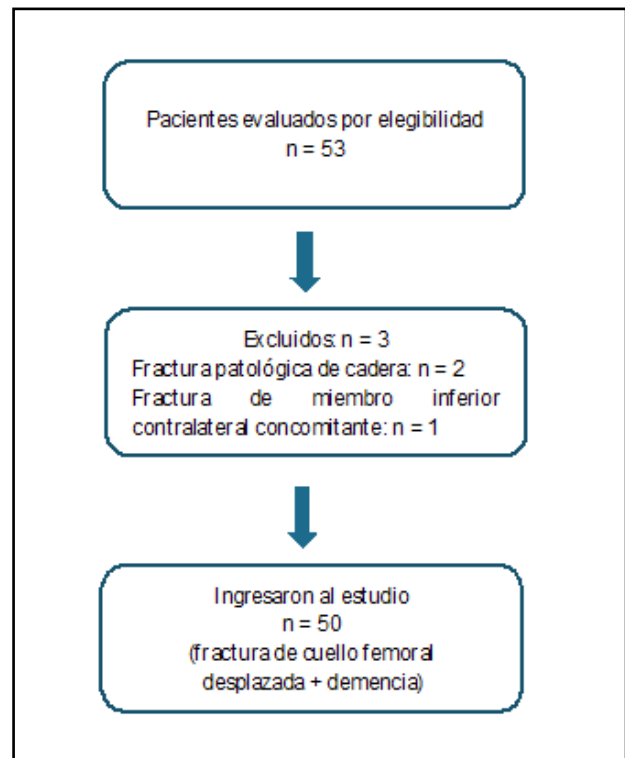 Pacientes evaluados por elegibilidad
n = 53
Excluidos: n = 3
Fractura patológica de cadera: n = 2
Fractura de miembro inferior
contralateral concomitante: n = 1
Ingresaron al estudio
n = 50
(fractura de cuello femoral
desplazada + demencia)